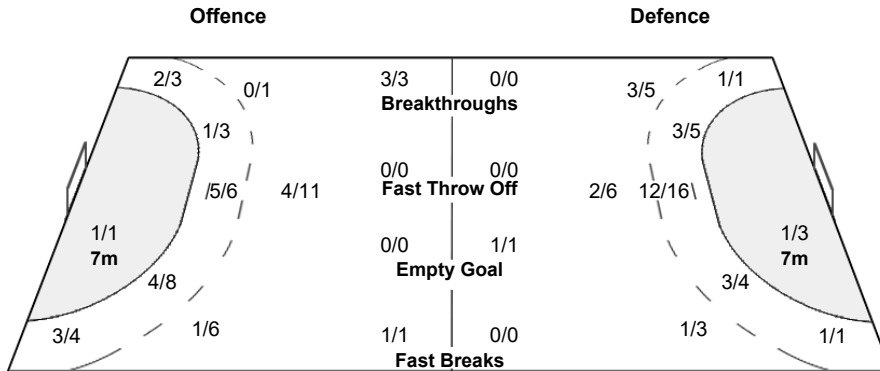 Offence Defence
2/3 0/1 3/3 0/0 3/5 1/1
Breakthroughs
1/3 3/5
0/0 0/0
5/6 4/11 Fast Throw Off 2/6 12/16
1/1 0/0 1/1 1/3
7m Empty Goal 7m
4/8 3/4
3/4 1/6 1/1 0/0 1/3 1/1
Fast Breaks